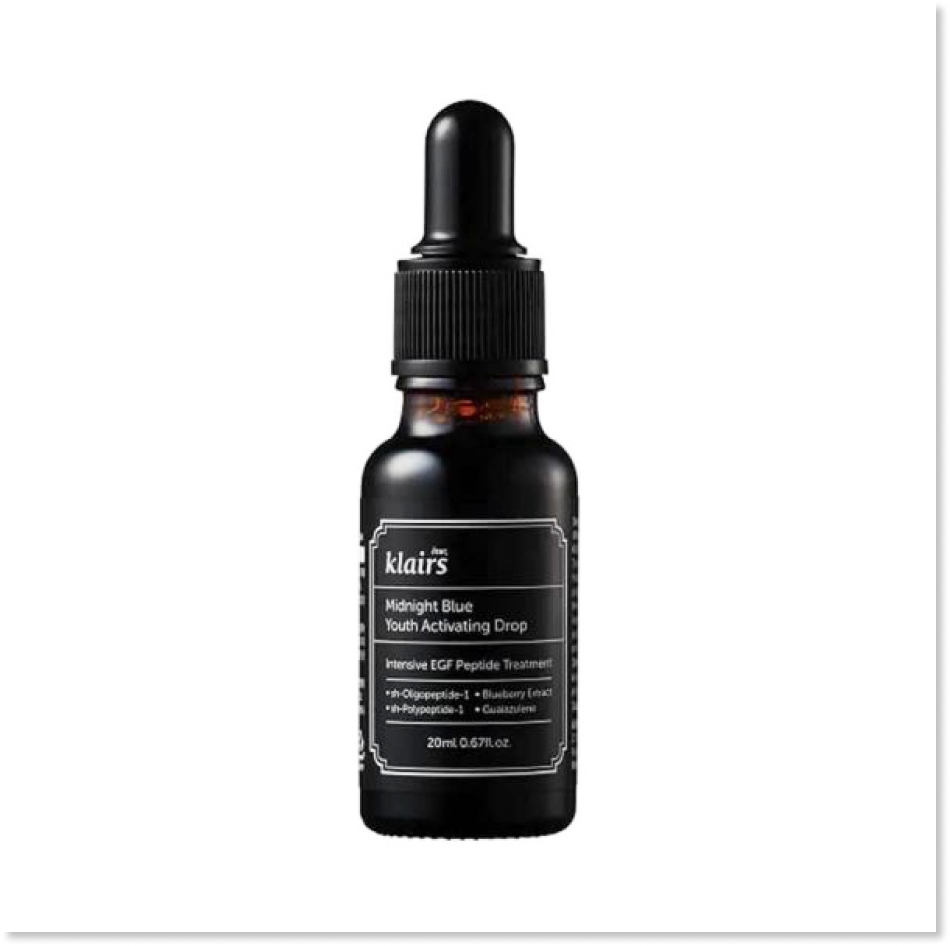 dear,
klairs
Midnight Blue
Youth Activating Drop
Intensive EGF Peptide Treatment
• sh-Oligopeptide-1 • Blueberry Extract
• sh-Polypeptide-1 • Guaiazulene
20ml 0.67fl.oz.